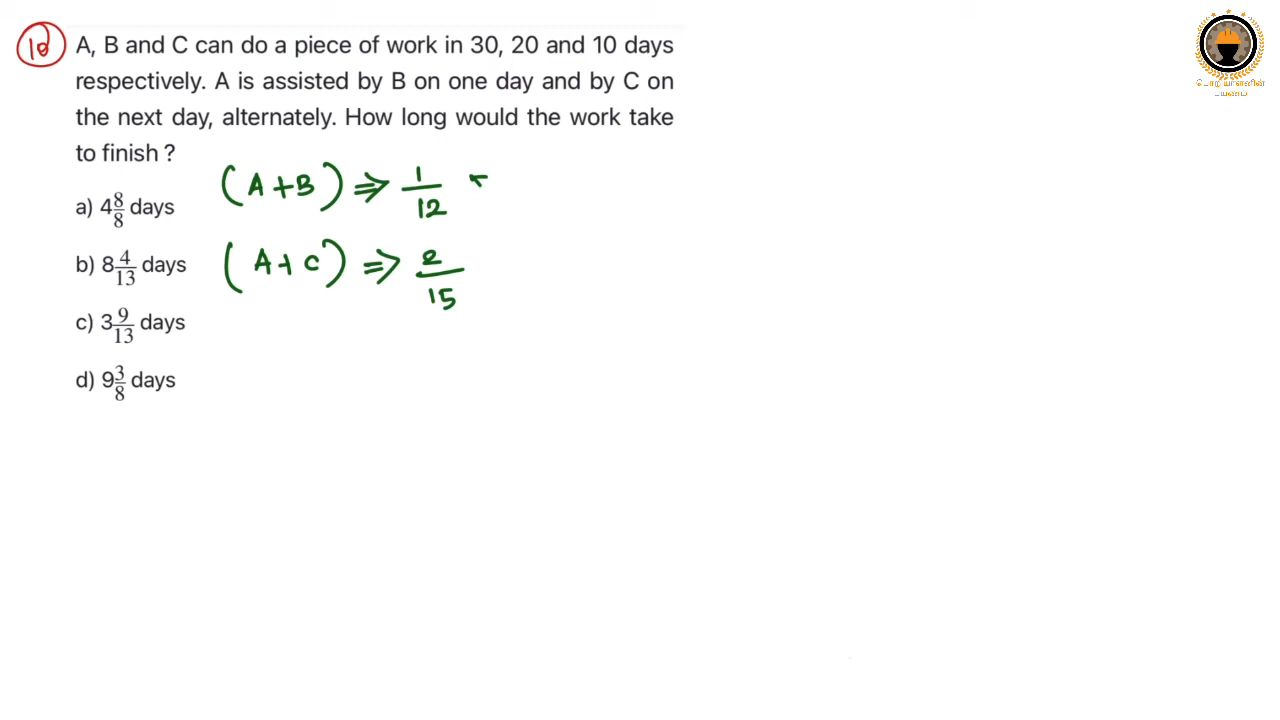 A, B and C can do a piece of work in 30, 20 and 10 days
respectively. A is assisted by B on one day and by C on
the next day, alternately. How long would the work take
to finish ?
(A+B) ⇒ 1/12
a) 4 8/8 days
b) 8 4/13 days
(A+C) ⇒ 2/15
c) 3 9/13 days
d) 9 3/8 days
பொறியாளனின்
பயணம்